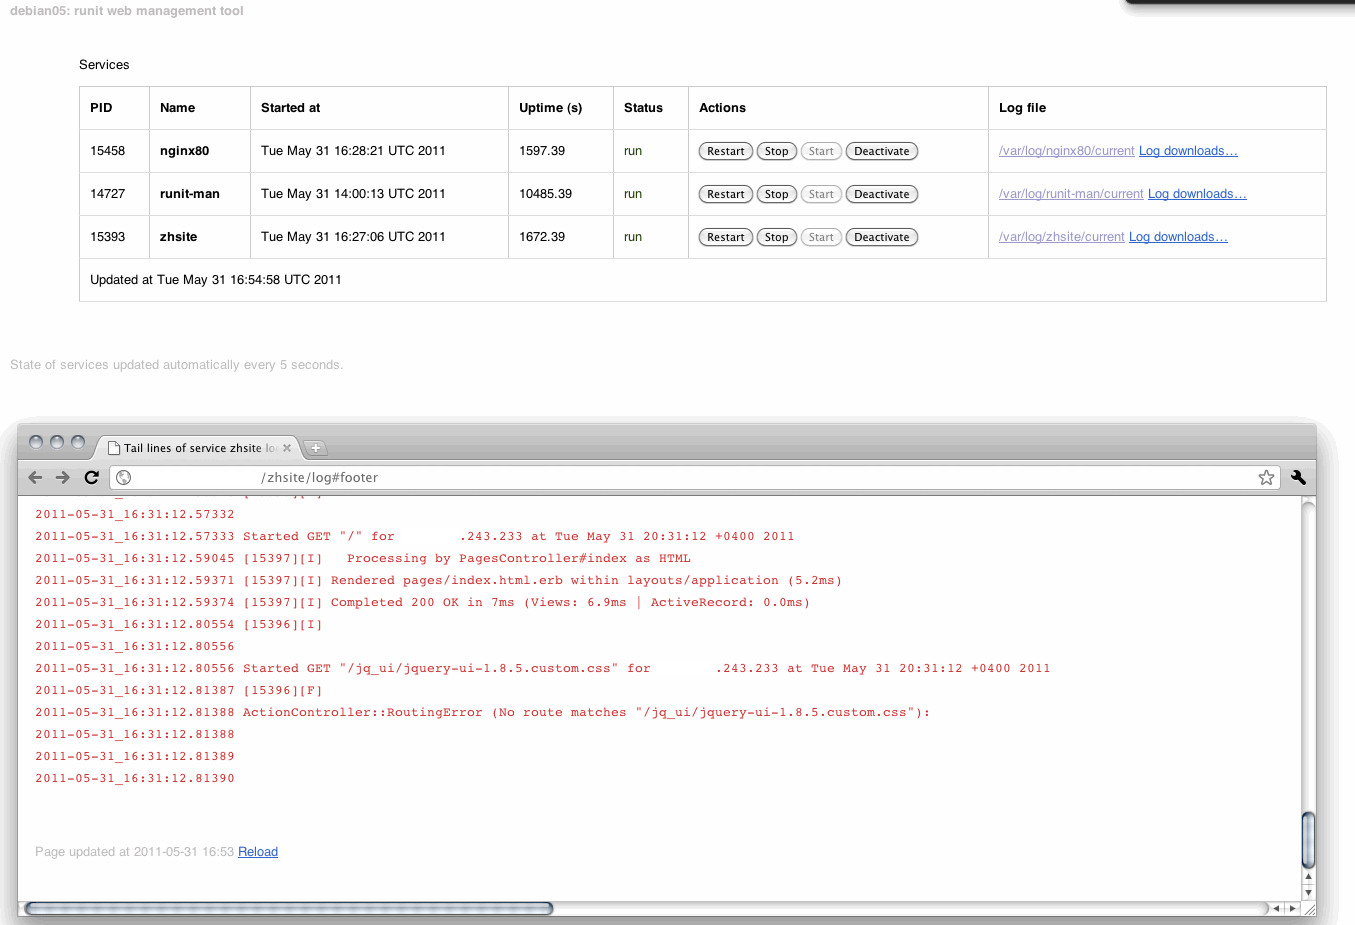 debian05: runit web management tool
Services
PID Name Started at Uptime (s) Status Actions Log file
15458 nginx80 Tue May 31 16:28:21 UTC 2011 1597.39 run Restart Stop Start Deactivate /var/log/nginx80/current Log downloads...
14727 runit-man Tue May 31 14:00:13 UTC 2011 10485.39 run Restart Stop Start Deactivate /var/log/runit-man/current Log downloads...
15393 zhsite Tue May 31 16:27:06 UTC 2011 1672.39 run Restart Stop Start Deactivate /var/log/zhsite/current Log downloads...
Updated at Tue May 31 16:54:58 UTC 2011
State of services updated automatically every 5 seconds.
Tail lines of service zhsite lo
/zhsite/log#footer
2011-05-31_16:31:12.57332
2011-05-31_16:31:12.57333 Started GET "/" for .243.233 at Tue May 31 20:31:12 +0400 2011
2011-05-31_16:31:12.59045 [15397][I] Processing by PagesController#index as HTML
2011-05-31_16:31:12.59371 [15397][I] Rendered pages/index.html.erb within layouts/application (5.2ms)
2011-05-31_16:31:12.59374 [15397][I] Completed 200 OK in 7ms (Views: 6.9ms | ActiveRecord: 0.0ms)
2011-05-31_16:31:12.80554 [15396][I]
2011-05-31_16:31:12.80556
2011-05-31_16:31:12.80556 Started GET "/jq_ui/jquery-ui-1.8.5.custom.css" for .243.233 at Tue May 31 20:31:12 +0400 2011
2011-05-31_16:31:12.81387 [15396][F]
2011-05-31_16:31:12.81388 ActionController::RoutingError (No route matches "/jq_ui/jquery-ui-1.8.5.custom.css"):
2011-05-31_16:31:12.81388
2011-05-31_16:31:12.81389
2011-05-31_16:31:12.81390
Page updated at 2011-05-31 16:53 Reload